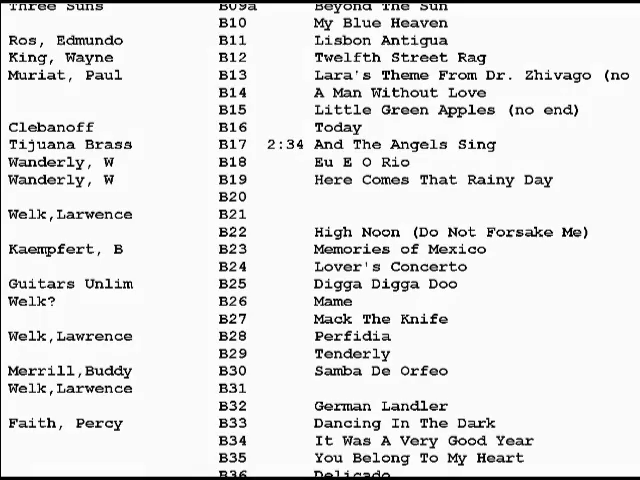 Three Suns B09a Beyond The Sun
B10 My Blue Heaven
Ros, Edmundo B11 Lisbon Antigua
King, Wayne B12 Twelfth Street Rag
Muriat, Paul B13 Lara's Theme From Dr. Zhivago (no
B14 A Man Without Love
B15 Little Green Apples (no end)
Clebanoff B16 Today
Tijuana Brass B17 2:34 And The Angels Sing
Wanderly, W B18 Eu E O Rio
Wanderly, W B19 Here Comes That Rainy Day
B20
Welk,Larwence B21
B22 High Noon (Do Not Forsake Me)
Kaempfert, B B23 Memories of Mexico
B24 Lover's Concerto
Guitars Unlim B25 Digga Digga Doo
Welk? B26 Mame
B27 Mack The Knife
Welk,Lawrence B28 Perfidia
B29 Tenderly
Merrill,Buddy B30 Samba De Orfeo
Welk,Larwence B31
B32 German Landler
Faith, Percy B33 Dancing In The Dark
B34 It Was A Very Good Year
B35 You Belong To My Heart
B36 Delicado